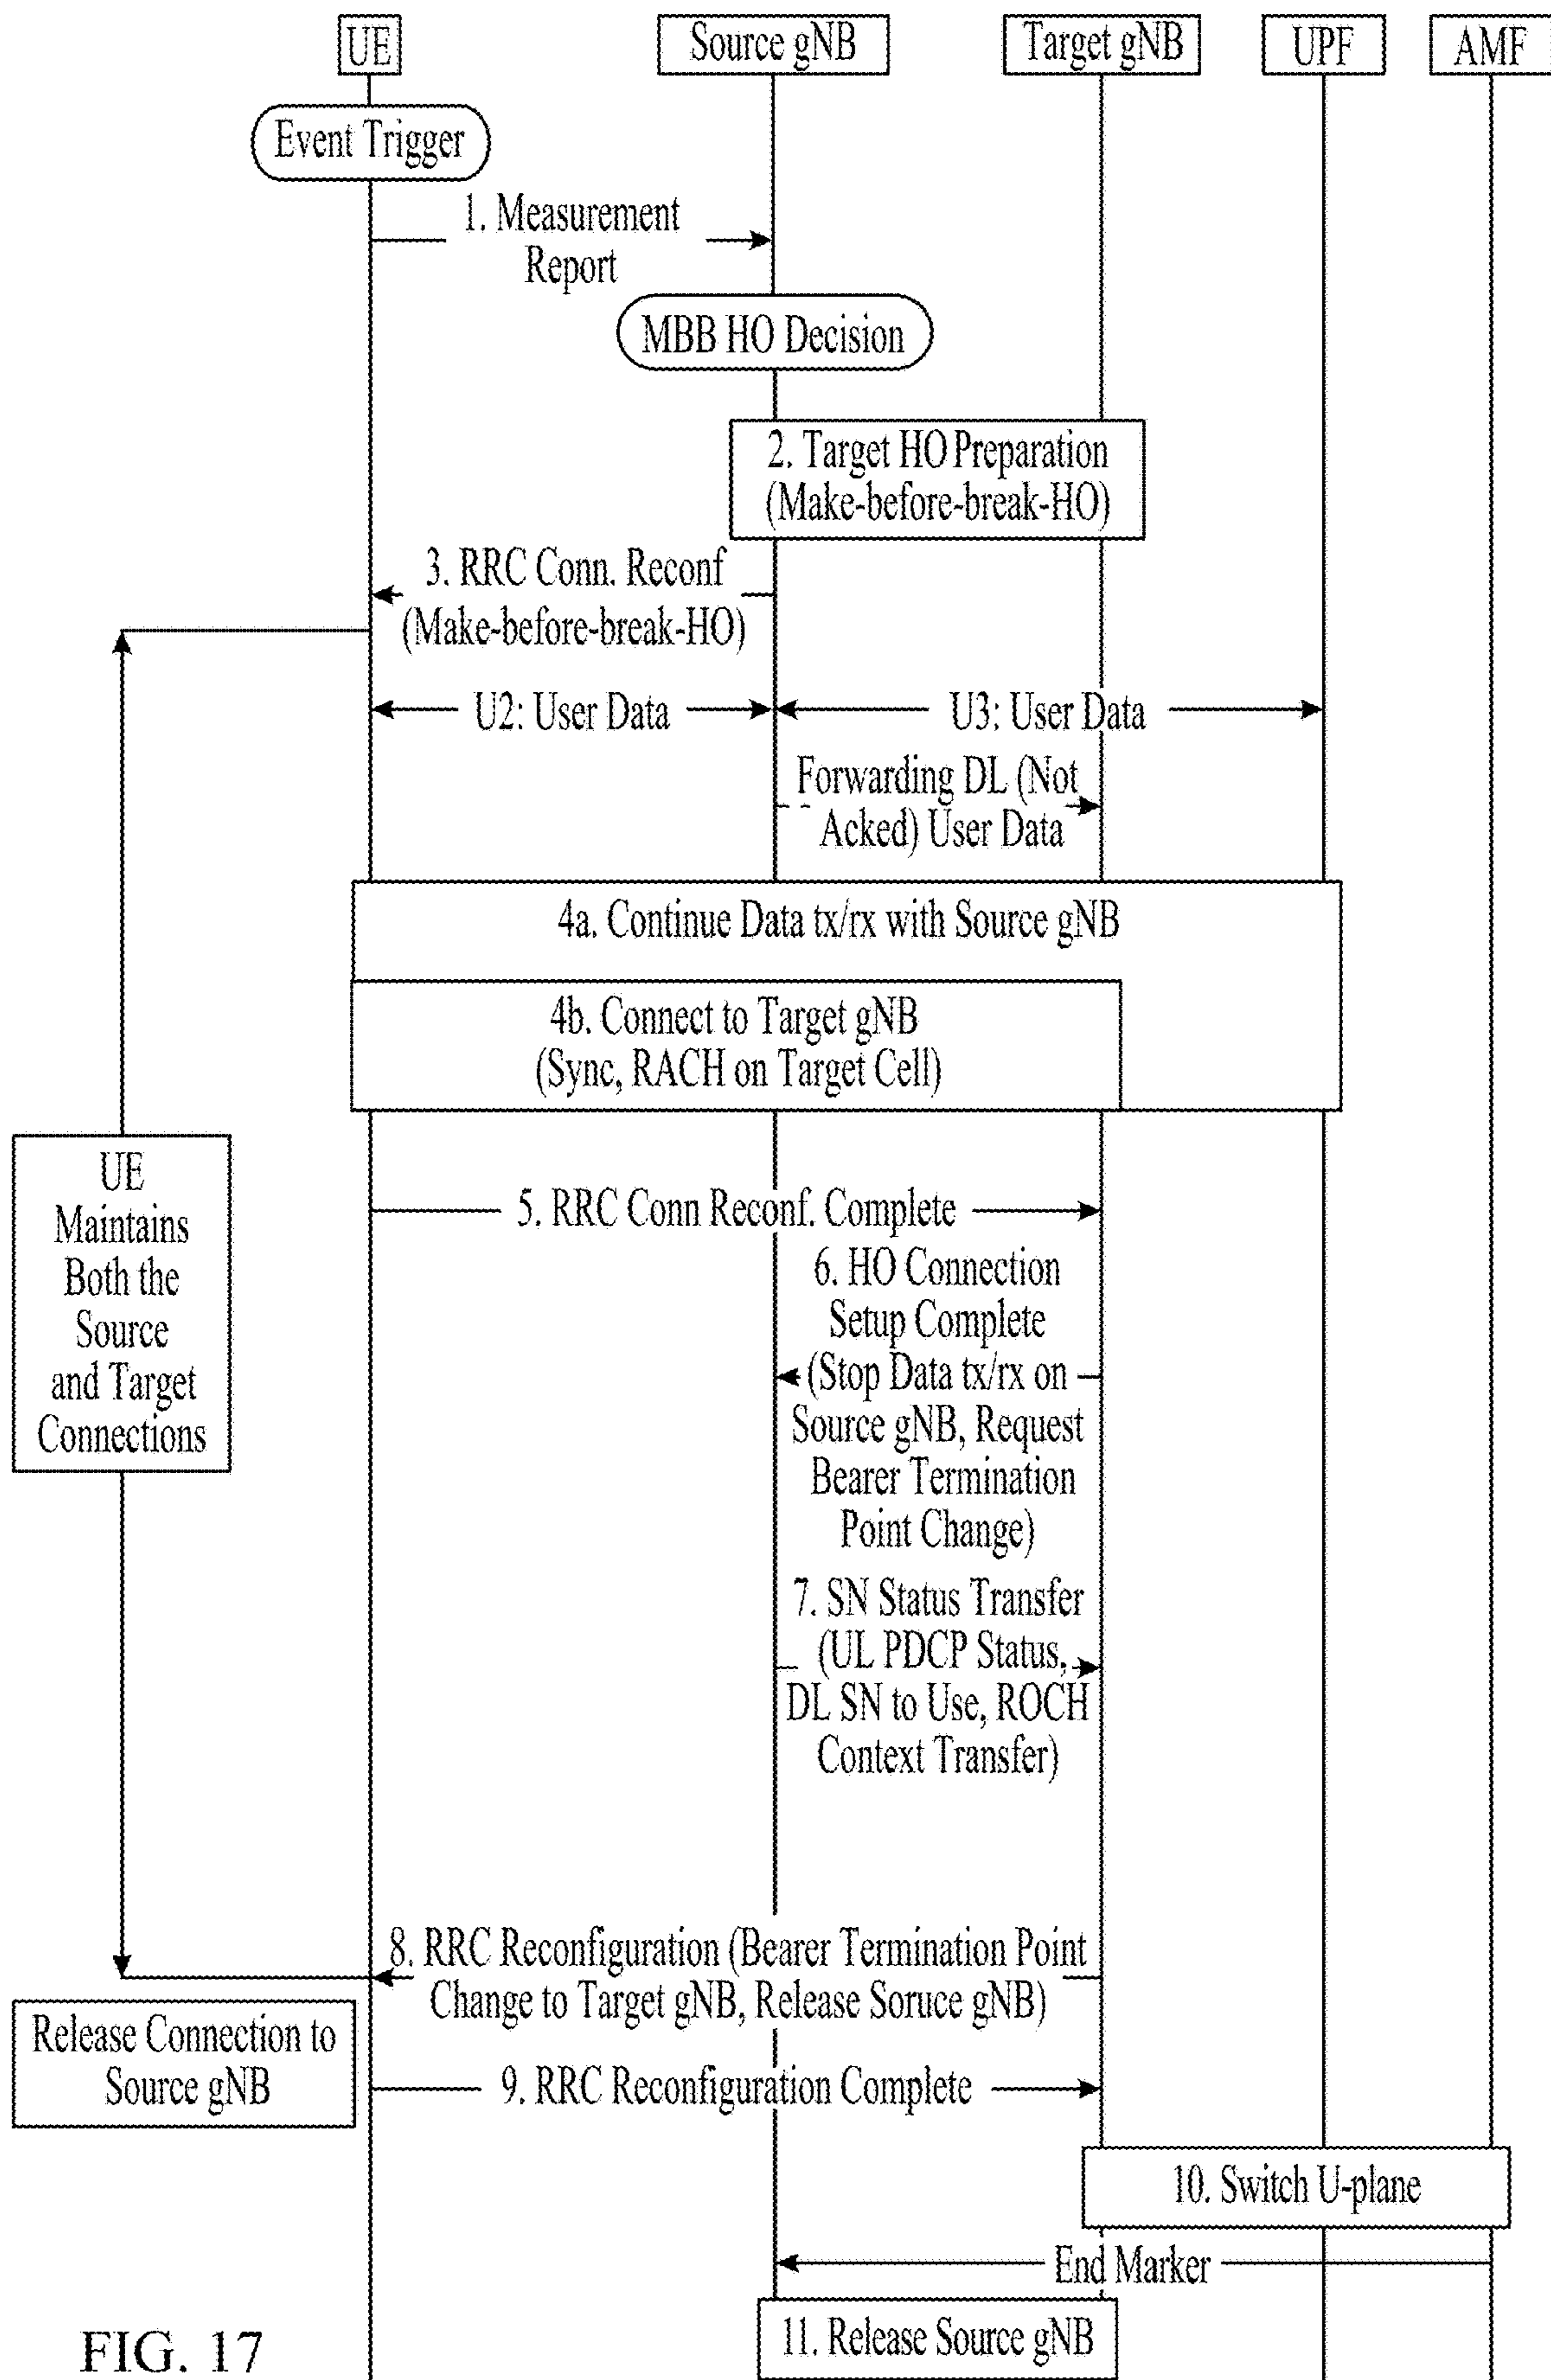 UE
Source gNB
Target gNB
UPF
AMF
Event Trigger
1. Measurement
Report
MBB HO Decision
2. Target HO Preparation
(Make-before-break-HO)
3. RRC Conn. Reconf
(Make-before-break-HO)
U2: User Data
U3: User Data
Forwarding DL (Not
Acked) User Data
4a. Continue Data tx/rx with Source gNB
4b. Connect to Target gNB
(Sync, RACH on Target Cell)
UE
Maintains
Both the
Source
and Target
Connections
5. RRC Conn Reconf. Complete
6. HO Connection
Setup Complete
(Stop Data tx/rx on
Source gNB, Request
Bearer Termination
Point Change)
7. SN Status Transfer
(UL PDCP Status,
DL SN to Use, ROCH
Context Transfer)
8. RRC Reconfiguration (Bearer Termination Point
Change to Target gNB, Release Soruce gNB)
Release Connection to
Source gNB
9. RRC Reconfiguration Complete
10. Switch U-plane
End Marker
11. Release Source gNB
FIG. 17